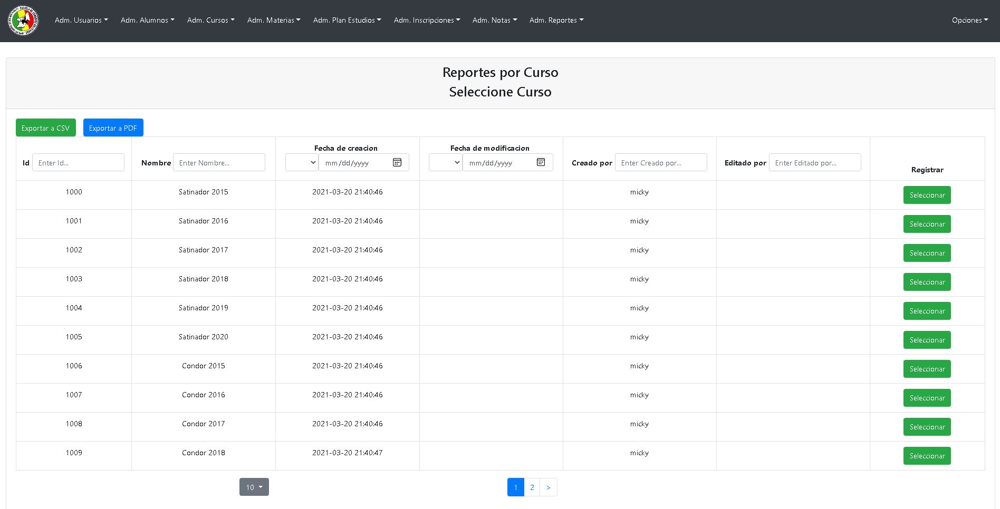 Adm. Usuarios Adm. Alumnos Adm. Cursos Adm. Materias Adm. Plan Estudios Adm. Inscripciones Adm. Notas Adm. Reportes Opciones
Reportes por Curso
Seleccione Curso
Exportar a CSV Exportar a PDF
Id Enter Id... Nombre Enter Nombre... Fecha de creacion mm/dd/yyyy Fecha de modificacion mm/dd/yyyy Creado por Enter Creado por... Editado por Enter Editado por... Registrar
1000 Satinador 2015 2021-03-20 21:40:46 micky Seleccionar
1001 Satinador 2016 2021-03-20 21:40:46 micky Seleccionar
1002 Satinador 2017 2021-03-20 21:40:46 micky Seleccionar
1003 Satinador 2018 2021-03-20 21:40:46 micky Seleccionar
1004 Satinador 2019 2021-03-20 21:40:46 micky Seleccionar
1005 Satinador 2020 2021-03-20 21:40:46 micky Seleccionar
1006 Condor 2015 2021-03-20 21:40:46 micky Seleccionar
1007 Condor 2016 2021-03-20 21:40:46 micky Seleccionar
1008 Condor 2017 2021-03-20 21:40:46 micky Seleccionar
1009 Condor 2018 2021-03-20 21:40:47 micky Seleccionar
10 1 2 >